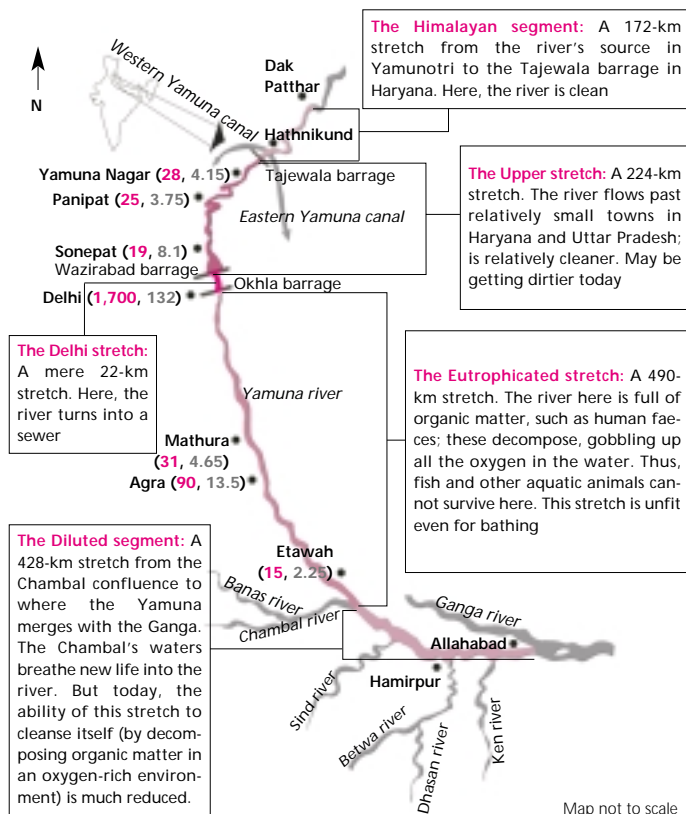 The Himalayan segment: A 172-km
stretch from the river's source in
Yamunotri to the Tajewala barrage in
Haryana. Here, the river is clean
N
Western Yamuna canal
Dak
Patthar
Hathnikund
Yamuna Nagar (28, 4.15)
Tajewala barrage
Panipat (25, 3.75)
Eastern Yamuna canal
The Upper stretch: A 224-km
stretch. The river flows past
relatively small towns in
Haryana and Uttar Pradesh;
is relatively cleaner. May be
getting dirtier today
Sonepat (19, 8.1)
Wazirabad barrage
Okhla barrage
Delhi (1,700, 132)
The Delhi stretch:
A mere 22-km
stretch. Here, the
river turns into a
sewer
Yamuna river
The Eutrophicated stretch: A 490-
km stretch. The river here is full of
organic matter, such as human fae-
ces; these decompose, gobbling up
all the oxygen in the water. Thus,
fish and other aquatic animals can-
not survive here. This stretch is unfit
even for bathing
Mathura
(31, 4.65)
Agra (90, 13.5)
The Diluted segment: A
428-km stretch from the
Chambal confluence to
where the Yamuna
merges with the Ganga.
The Chambal's waters
breathe new life into the
river. But today, the
ability of this stretch to
cleanse itself (by decom-
posing organic matter in
an oxygen-rich environ-
ment) is much reduced.
Etawah
(15, 2.25)
Banas river
Chambal river
Ganga river
Allahabad
Hamirpur
Sind river
Betwa river
Dhasan river
Ken river
Map not to scale